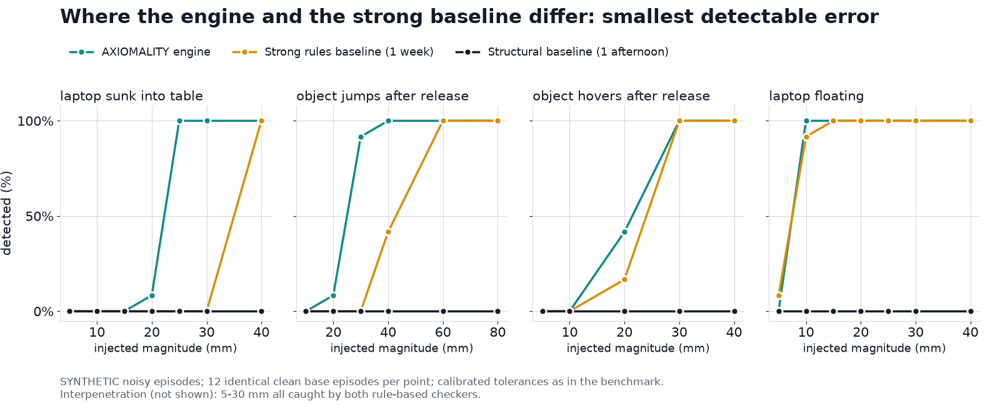 Where the engine and the strong baseline differ: smallest detectable error
AXIOMALITY engine
Strong rules baseline (1 week)
Structural baseline (1 afternoon)
laptop sunk into table
object jumps after release
object hovers after release
laptop floating
detected (%)
100%
50%
0%
10 20 30 40
20 40 60 80
10 20 30 40
10 20 30 40
injected magnitude (mm)
injected magnitude (mm)
injected magnitude (mm)
injected magnitude (mm)
SYNTHETIC noisy episodes; 12 identical clean base episodes per point; calibrated tolerances as in the benchmark.
Interpenetration (not shown): 5-30 mm all caught by both rule-based checkers.